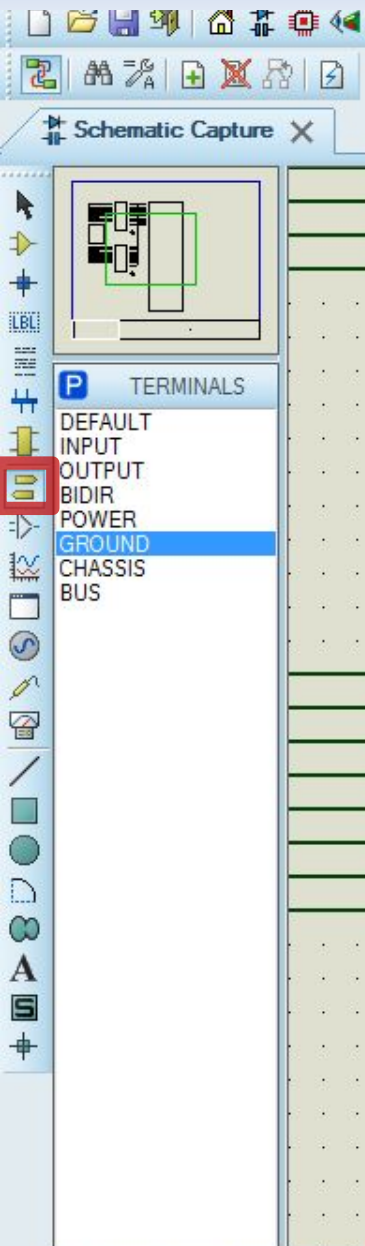 Schematic Capture
LBL
P TERMINALS
DEFAULT
INPUT
OUTPUT
BIDIR
POWER
GROUND
CHASSIS
BUS
A
S